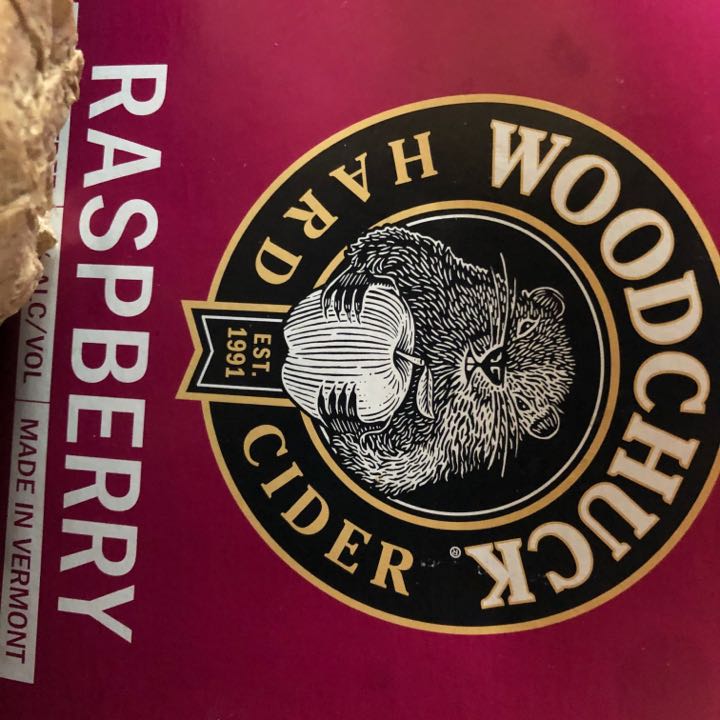 WOODCHUCK®
HARD CIDER
EST.
1991
RASPBERRY
ALC/VOL
MADE IN VERMONT